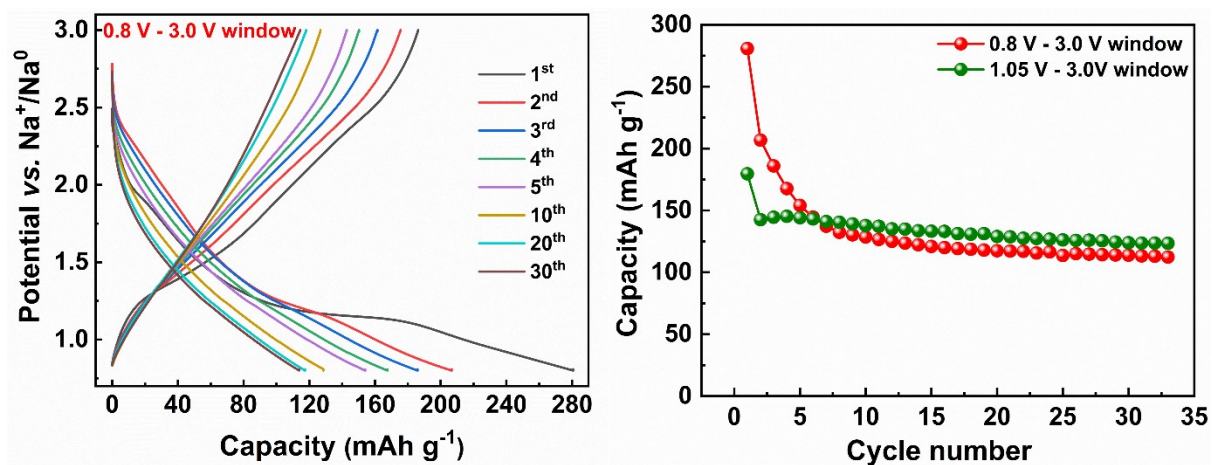 0.8 V - 3.0 V window
3.0
2.5
2.0
1.5
1.0
Potential vs. Na⁺/Na⁰
1ˢᵗ
2ⁿᵈ
3ʳᵈ
4ᵗʰ
5ᵗʰ
10ᵗʰ
20ᵗʰ
30ᵗʰ
0 40 80 120 160 200 240 280
Capacity (mAh g⁻¹)
300
250
200
150
100
50
0
Capacity (mAh g⁻¹)
0.8 V - 3.0 V window
1.05 V - 3.0V window
0 5 10 15 20 25 30 35
Cycle number